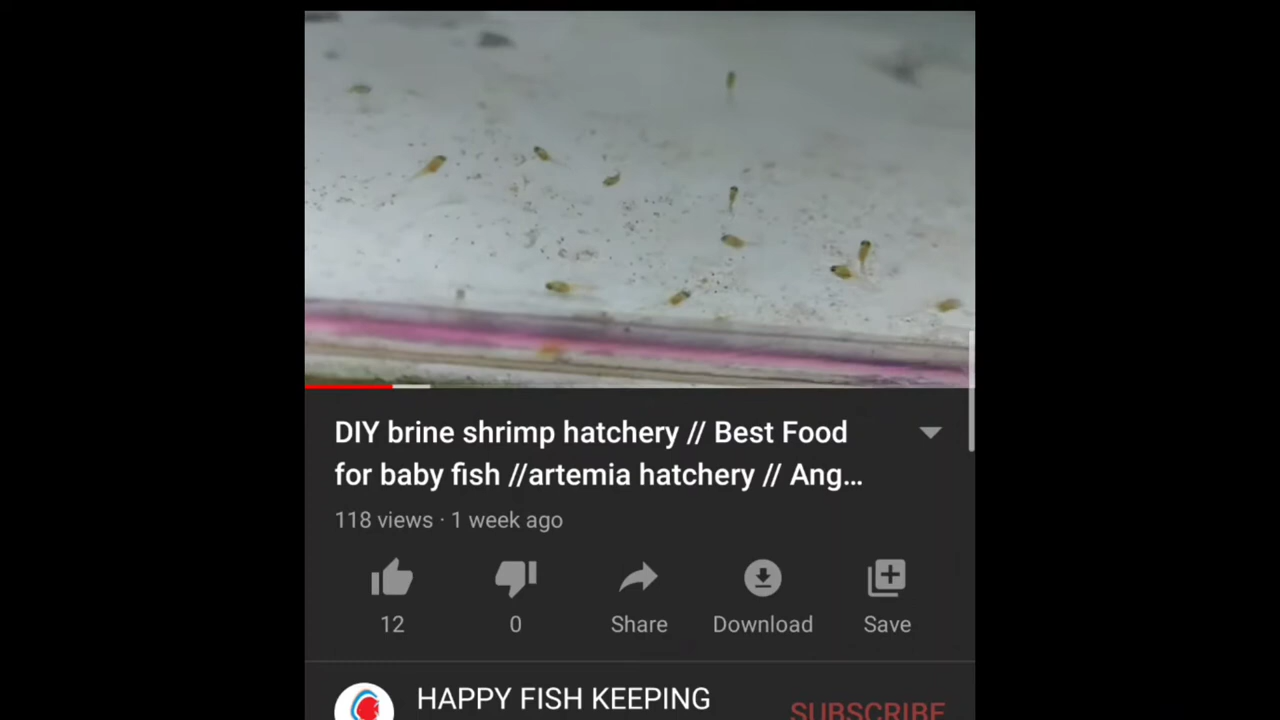 DIY brine shrimp hatchery // Best Food
for baby fish //artemia hatchery // Ang...
118 views · 1 week ago
12
0
Share
Download
Save
HAPPY FISH KEEPING
SUBSCRIBE